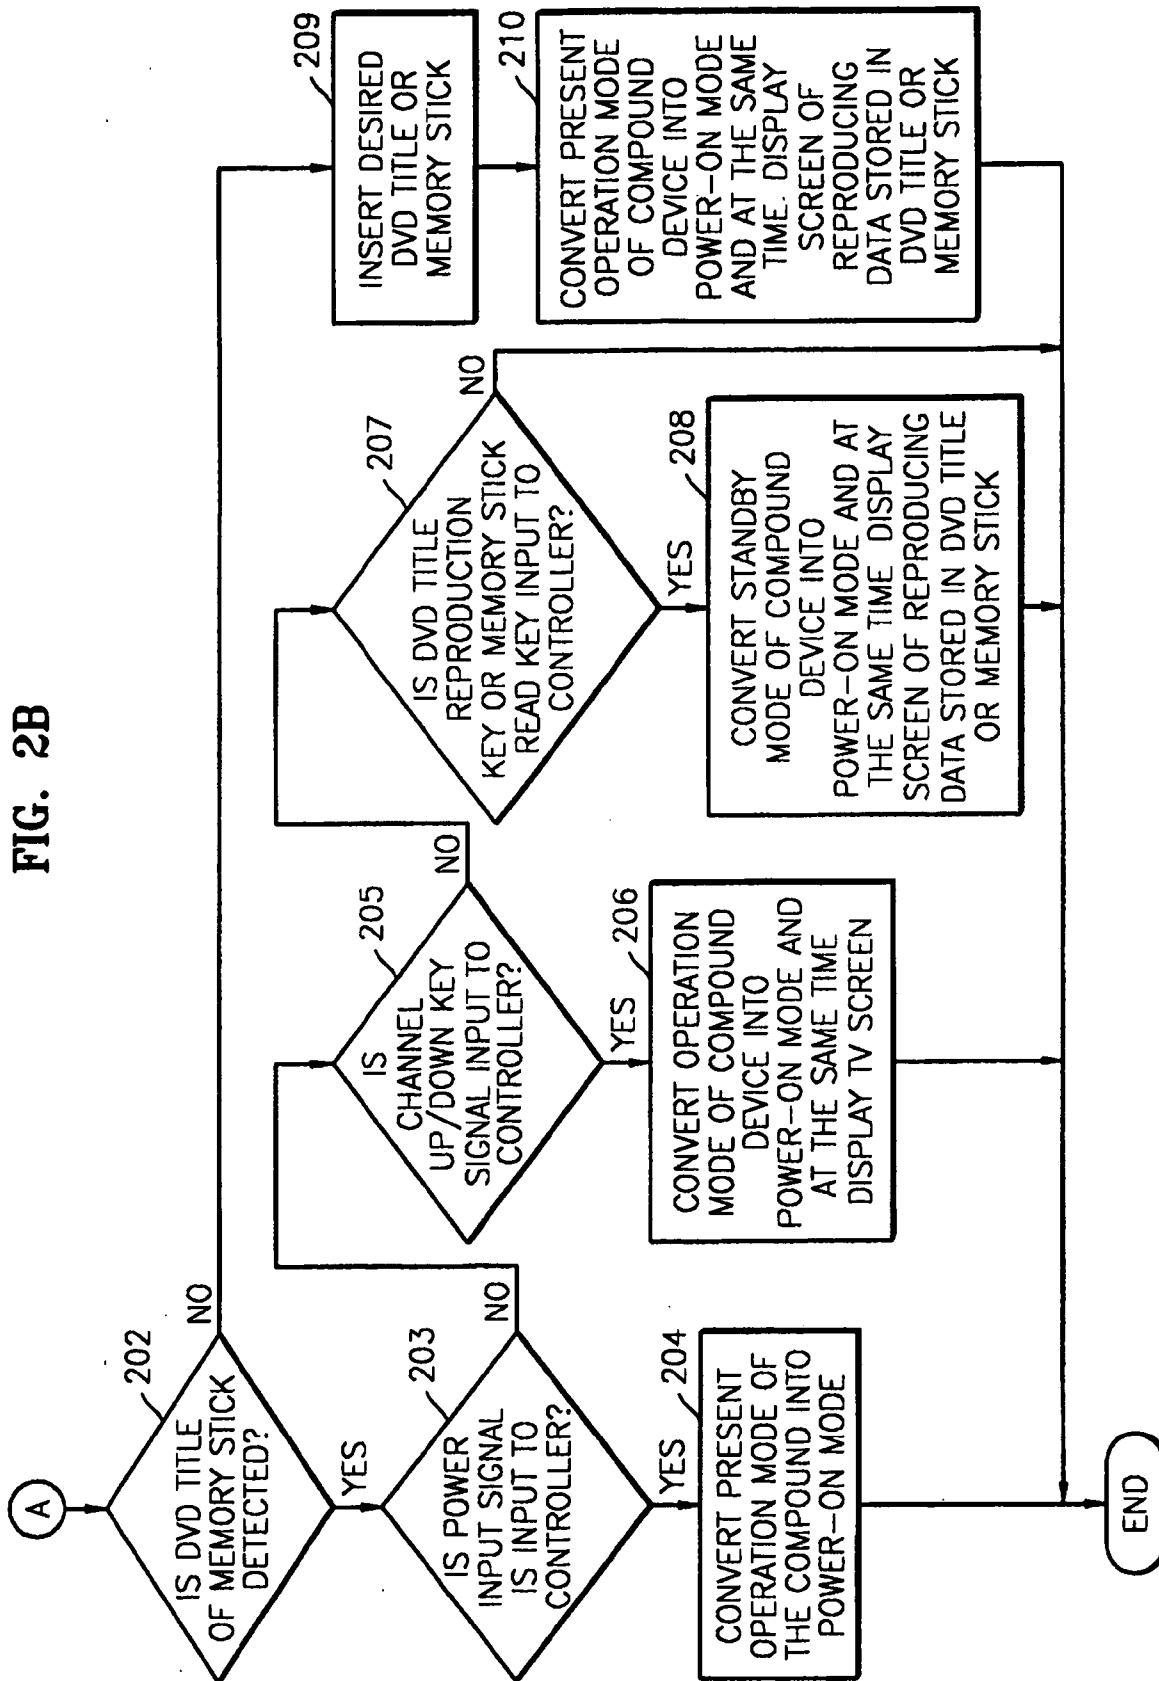 FIG. 2B
A
IS DVD TITLE
OF MEMORY STICK
DETECTED?
202
NO
YES
IS POWER
INPUT SIGNAL
IS INPUT TO
CONTROLLER?
203
NO
YES
204
CONVERT PRESENT
OPERATION MODE OF
THE COMPOUND INTO
POWER-ON MODE
IS
CHANNEL
UP/DOWN KEY
SIGNAL INPUT TO
CONTROLLER?
205
NO
YES
206
CONVERT OPERATION
MODE OF COMPOUND
DEVICE INTO
POWER-ON MODE AND
AT THE SAME TIME
DISPLAY TV SCREEN
IS DVD TITLE
REPRODUCTION
KEY OR MEMORY STICK
READ KEY INPUT TO
CONTROLLER?
207
NO
YES
208
CONVERT STANDBY
MODE OF COMPOUND
DEVICE INTO
POWER-ON MODE AND AT
THE SAME TIME DISPLAY
SCREEN OF REPRODUCING
DATA STORED IN DVD TITLE
OR MEMORY STICK
209
INSERT DESIRED
DVD TITLE OR
MEMORY STICK
210
CONVERT PRESENT
OPERATION MODE
OF COMPOUND
DEVICE INTO
POWER-ON MODE
AND AT THE SAME
TIME. DISPLAY
SCREEN OF
REPRODUCING
DATA STORED IN
DVD TITLE OR
MEMORY STICK
END